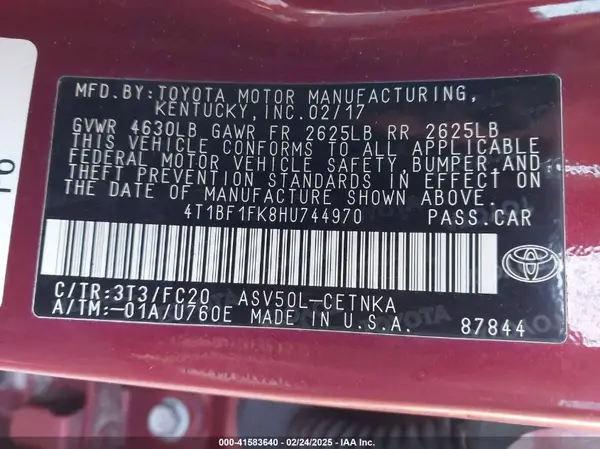 MFD.BY:TOYOTA MOTOR MANUFACTURING,
KENTUCKY,INC.02/17
GVWR 4630LB GAWR FR 2625LB RR 2625LB
THIS VEHICLE CONFORMS TO ALL APPLICABLE
FEDERAL MOTOR VEHICLE SAFETY, BUMPER,AND
THEFT PREVENTION STANDARDS IN EFFECT ON
THE DATE OF MANUFACTURE SHOWN ABOVE.
4T1BF1FK8HU744970 PASS.CAR
C/TR:3T3/FC20 ASV50L-CETNKA
A/TM:-01A/U760E MADE IN U.S.A. 87844
000-41583640 - 02/24/2025 - IAA Inc.